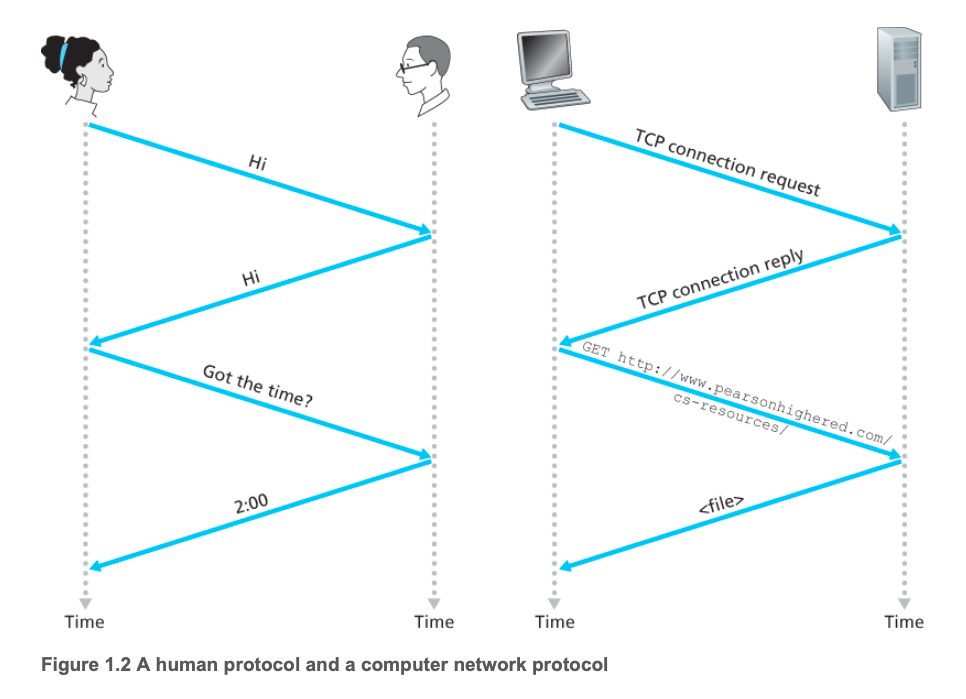 Hi
Hi
Got the time?
2:00
Time
Time
TCP connection request
TCP connection reply
GET http://www.pearsonhighered.com/
cs-resources/
<file>
Time
Time
Figure 1.2 A human protocol and a computer network protocol